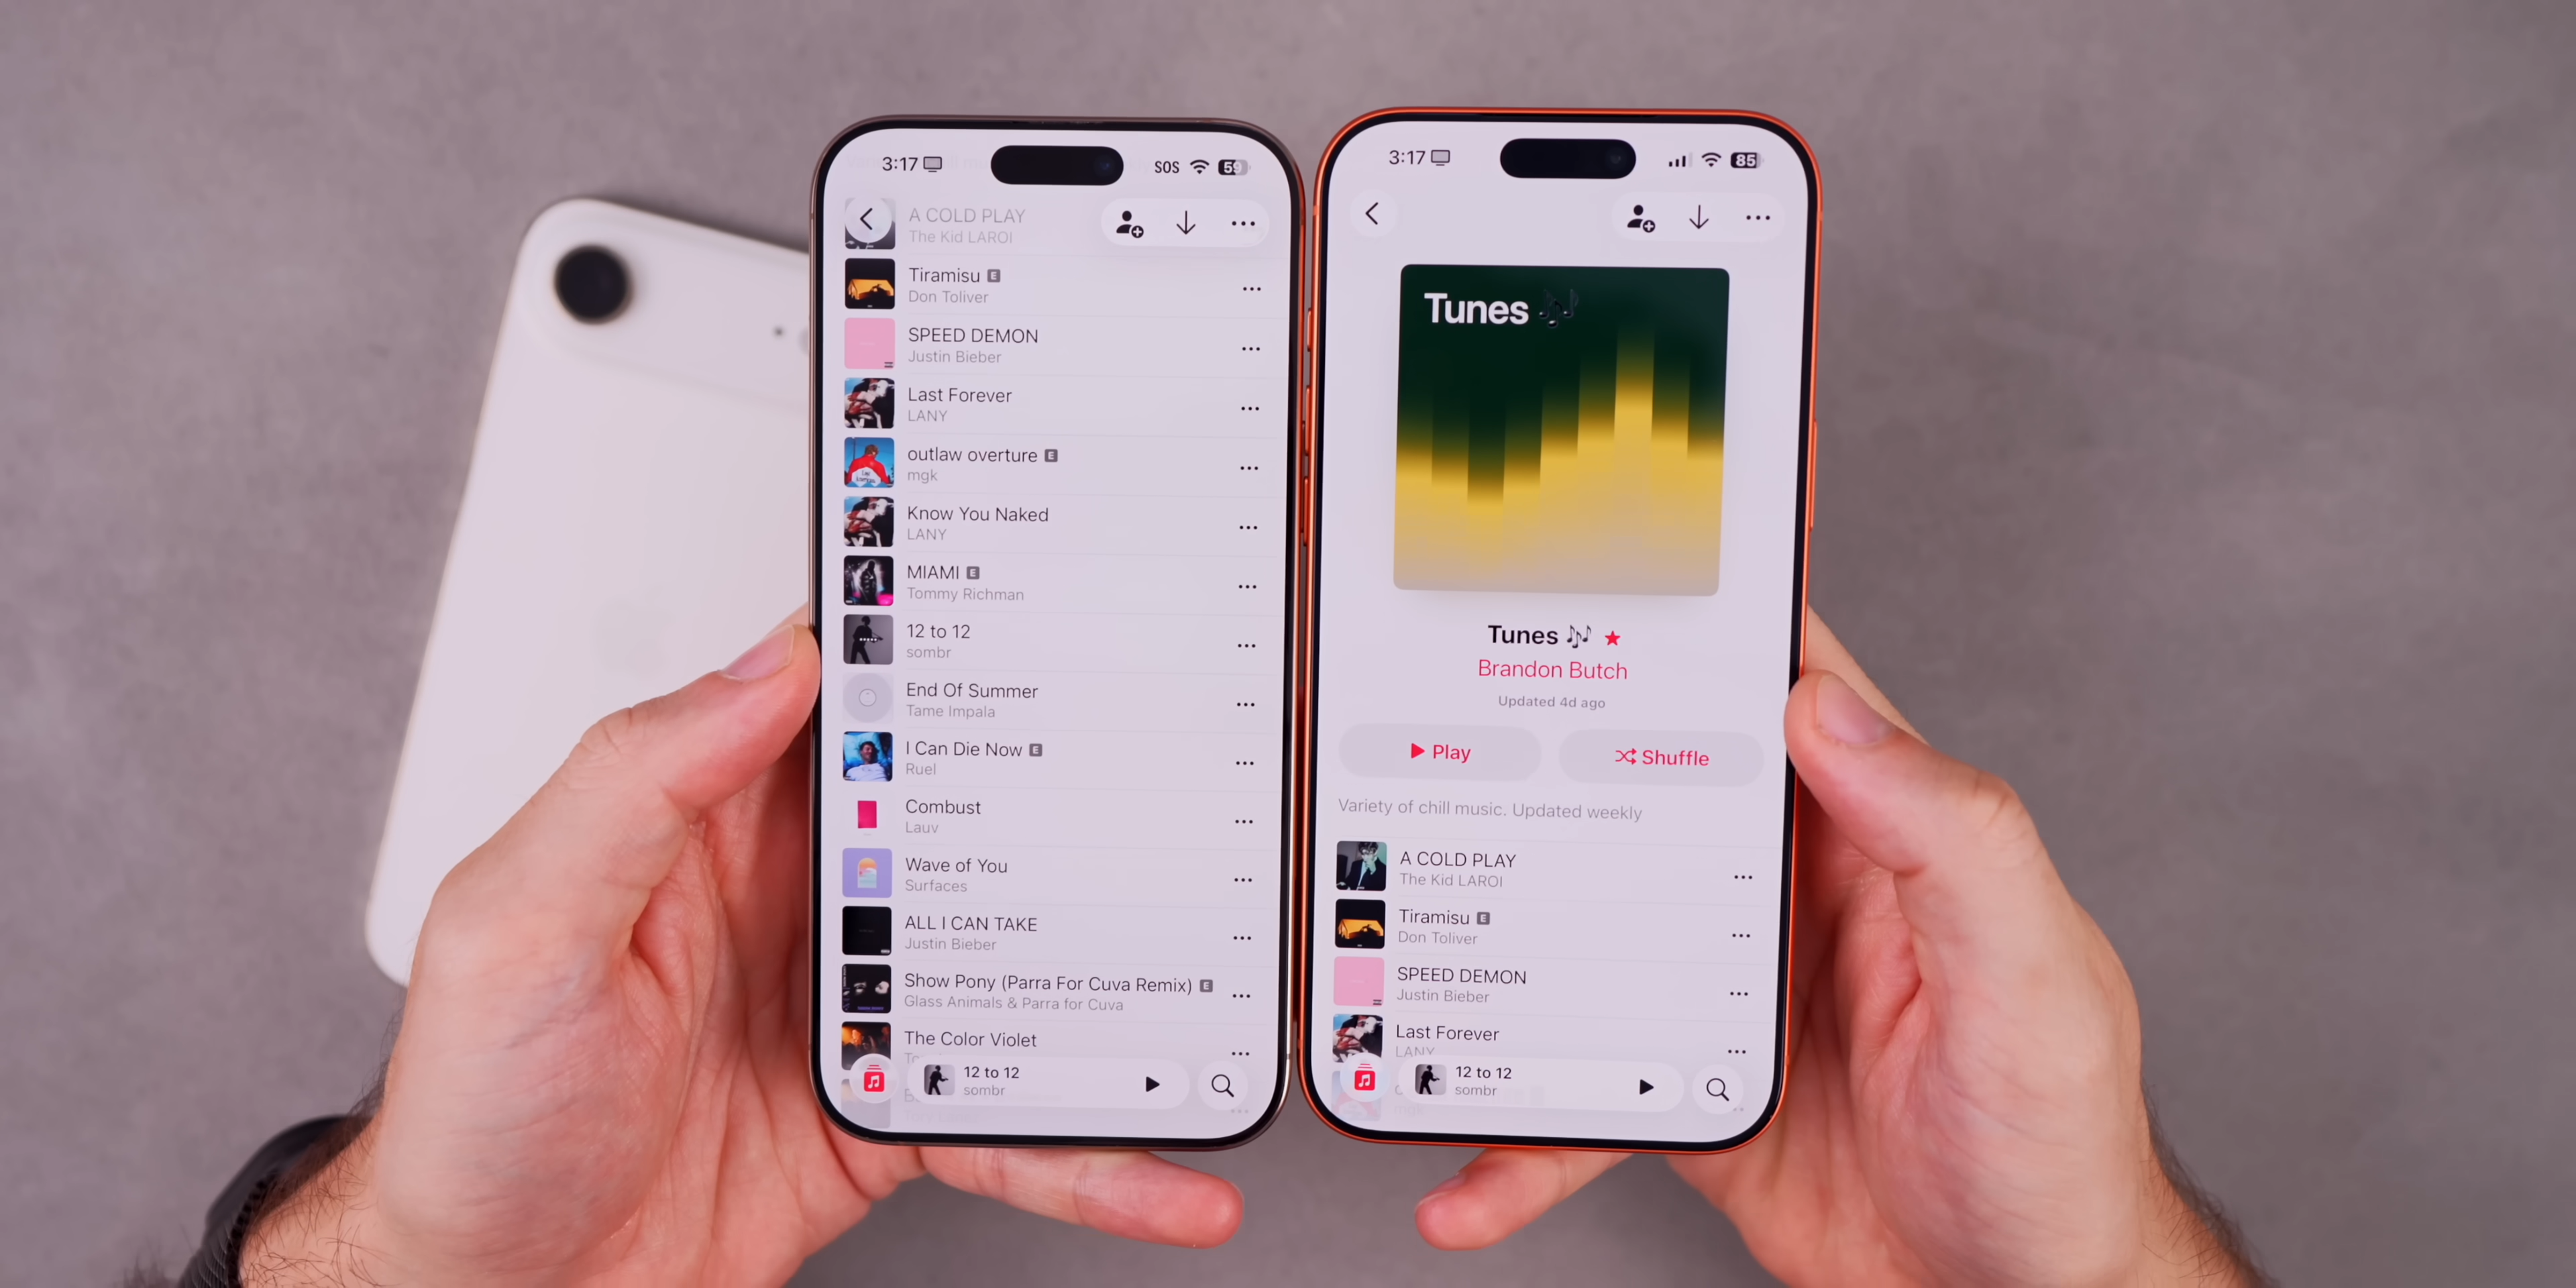 3:17
SOS
59
A COLD PLAY
The Kid LAROI
Tiramisu E
Don Toliver
SPEED DEMON
Justin Bieber
Last Forever
LANY
outlaw overture E
mgk
Know You Naked
LANY
MIAMI E
Tommy Richman
12 to 12
sombr
End Of Summer
Tame Impala
I Can Die Now E
Ruel
Combust
Lauv
Wave of You
Surfaces
ALL I CAN TAKE
Justin Bieber
Show Pony (Parra For Cuva Remix) E
Glass Animals & Parra for Cuva
The Color Violet
12 to 12
sombr
3:17
85
Tunes
Tunes
Brandon Butch
Updated 4d ago
Play
Shuffle
Variety of chill music. Updated weekly
A COLD PLAY
The Kid LAROI
Tiramisu E
Don Toliver
SPEED DEMON
Justin Bieber
Last Forever
LANY
12 to 12
sombr
mgk